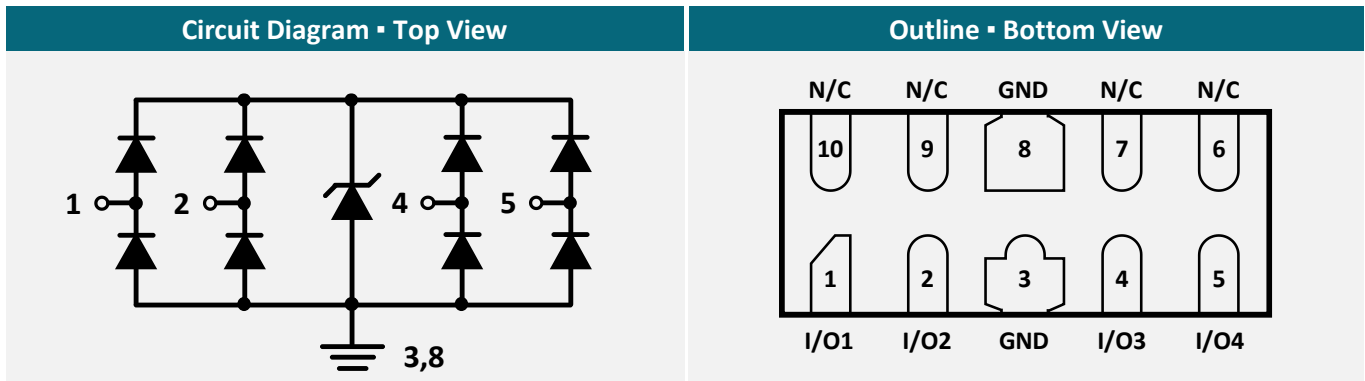 Circuit Diagram ▪ Top View
1
2
4
5
3,8
Outline ▪ Bottom View
N/C N/C GND N/C N/C
10 9 8 7 6
1 2 3 4 5
I/O1 I/O2 GND I/O3 I/O4